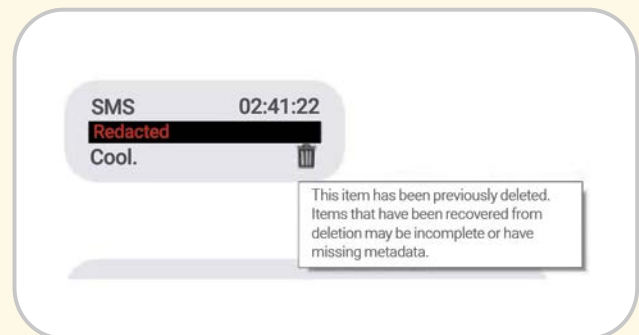 SMS 02:41:22
Redacted
Cool.
This item has been previously deleted.
Items that have been recovered from
deletion may be incomplete or have
missing metadata.